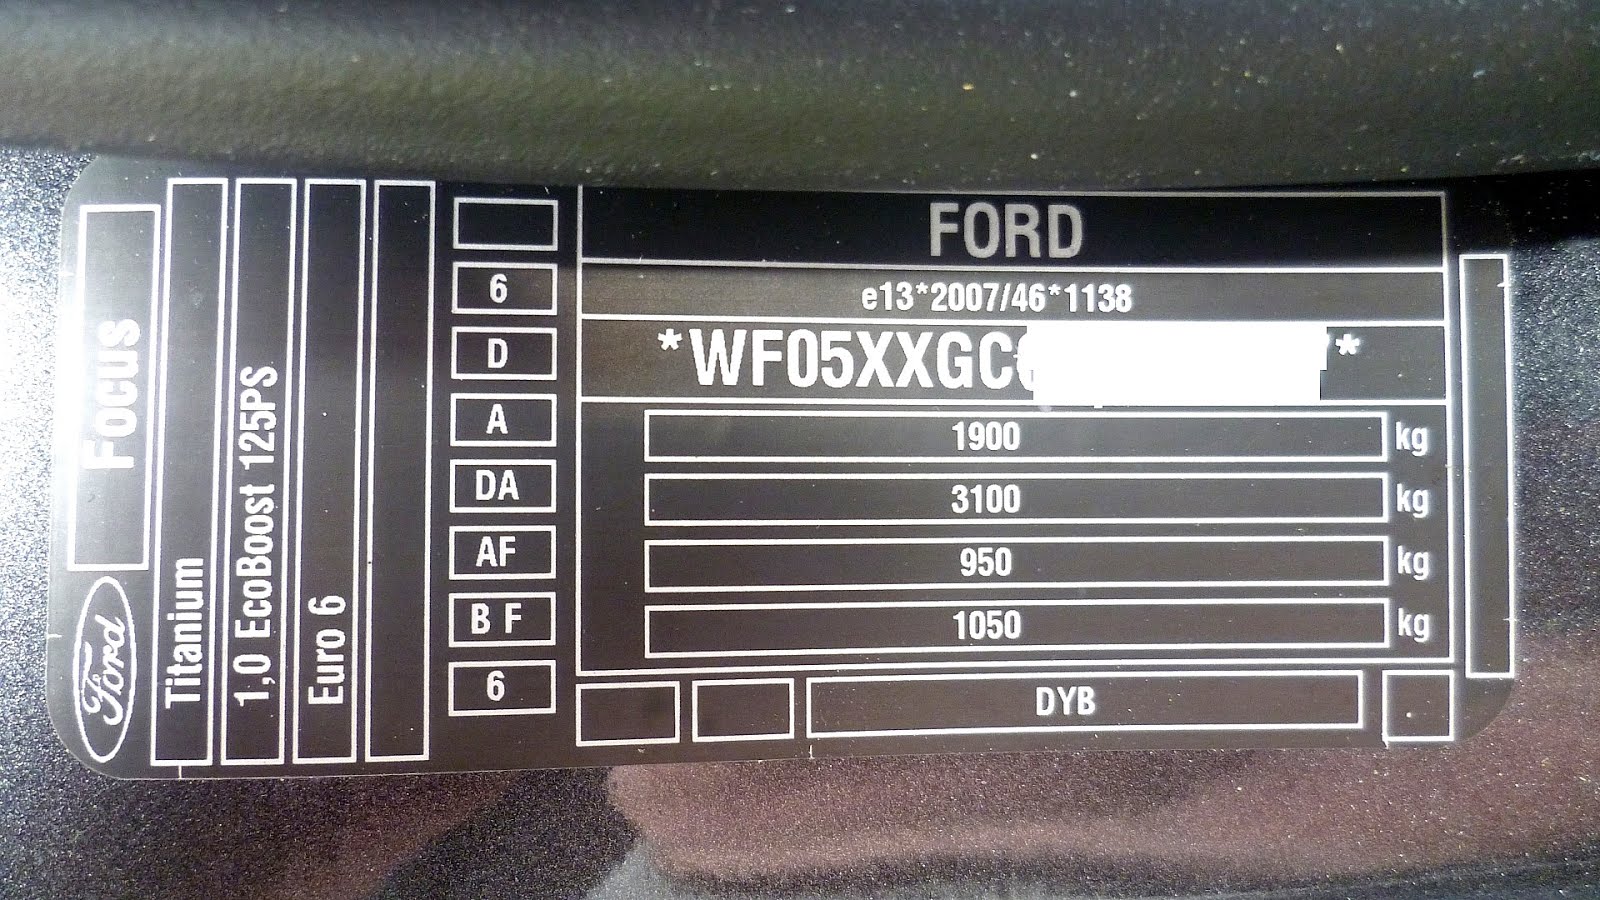 Ford
Focus
Titanium
1,0 EcoBoost 125PS
Euro 6
6
D
A
DA
AF
B F
6
FORD
e13*2007/46*1138
*WF05XXGC *
1900 kg
3100 kg
950 kg
1050 kg
DYB